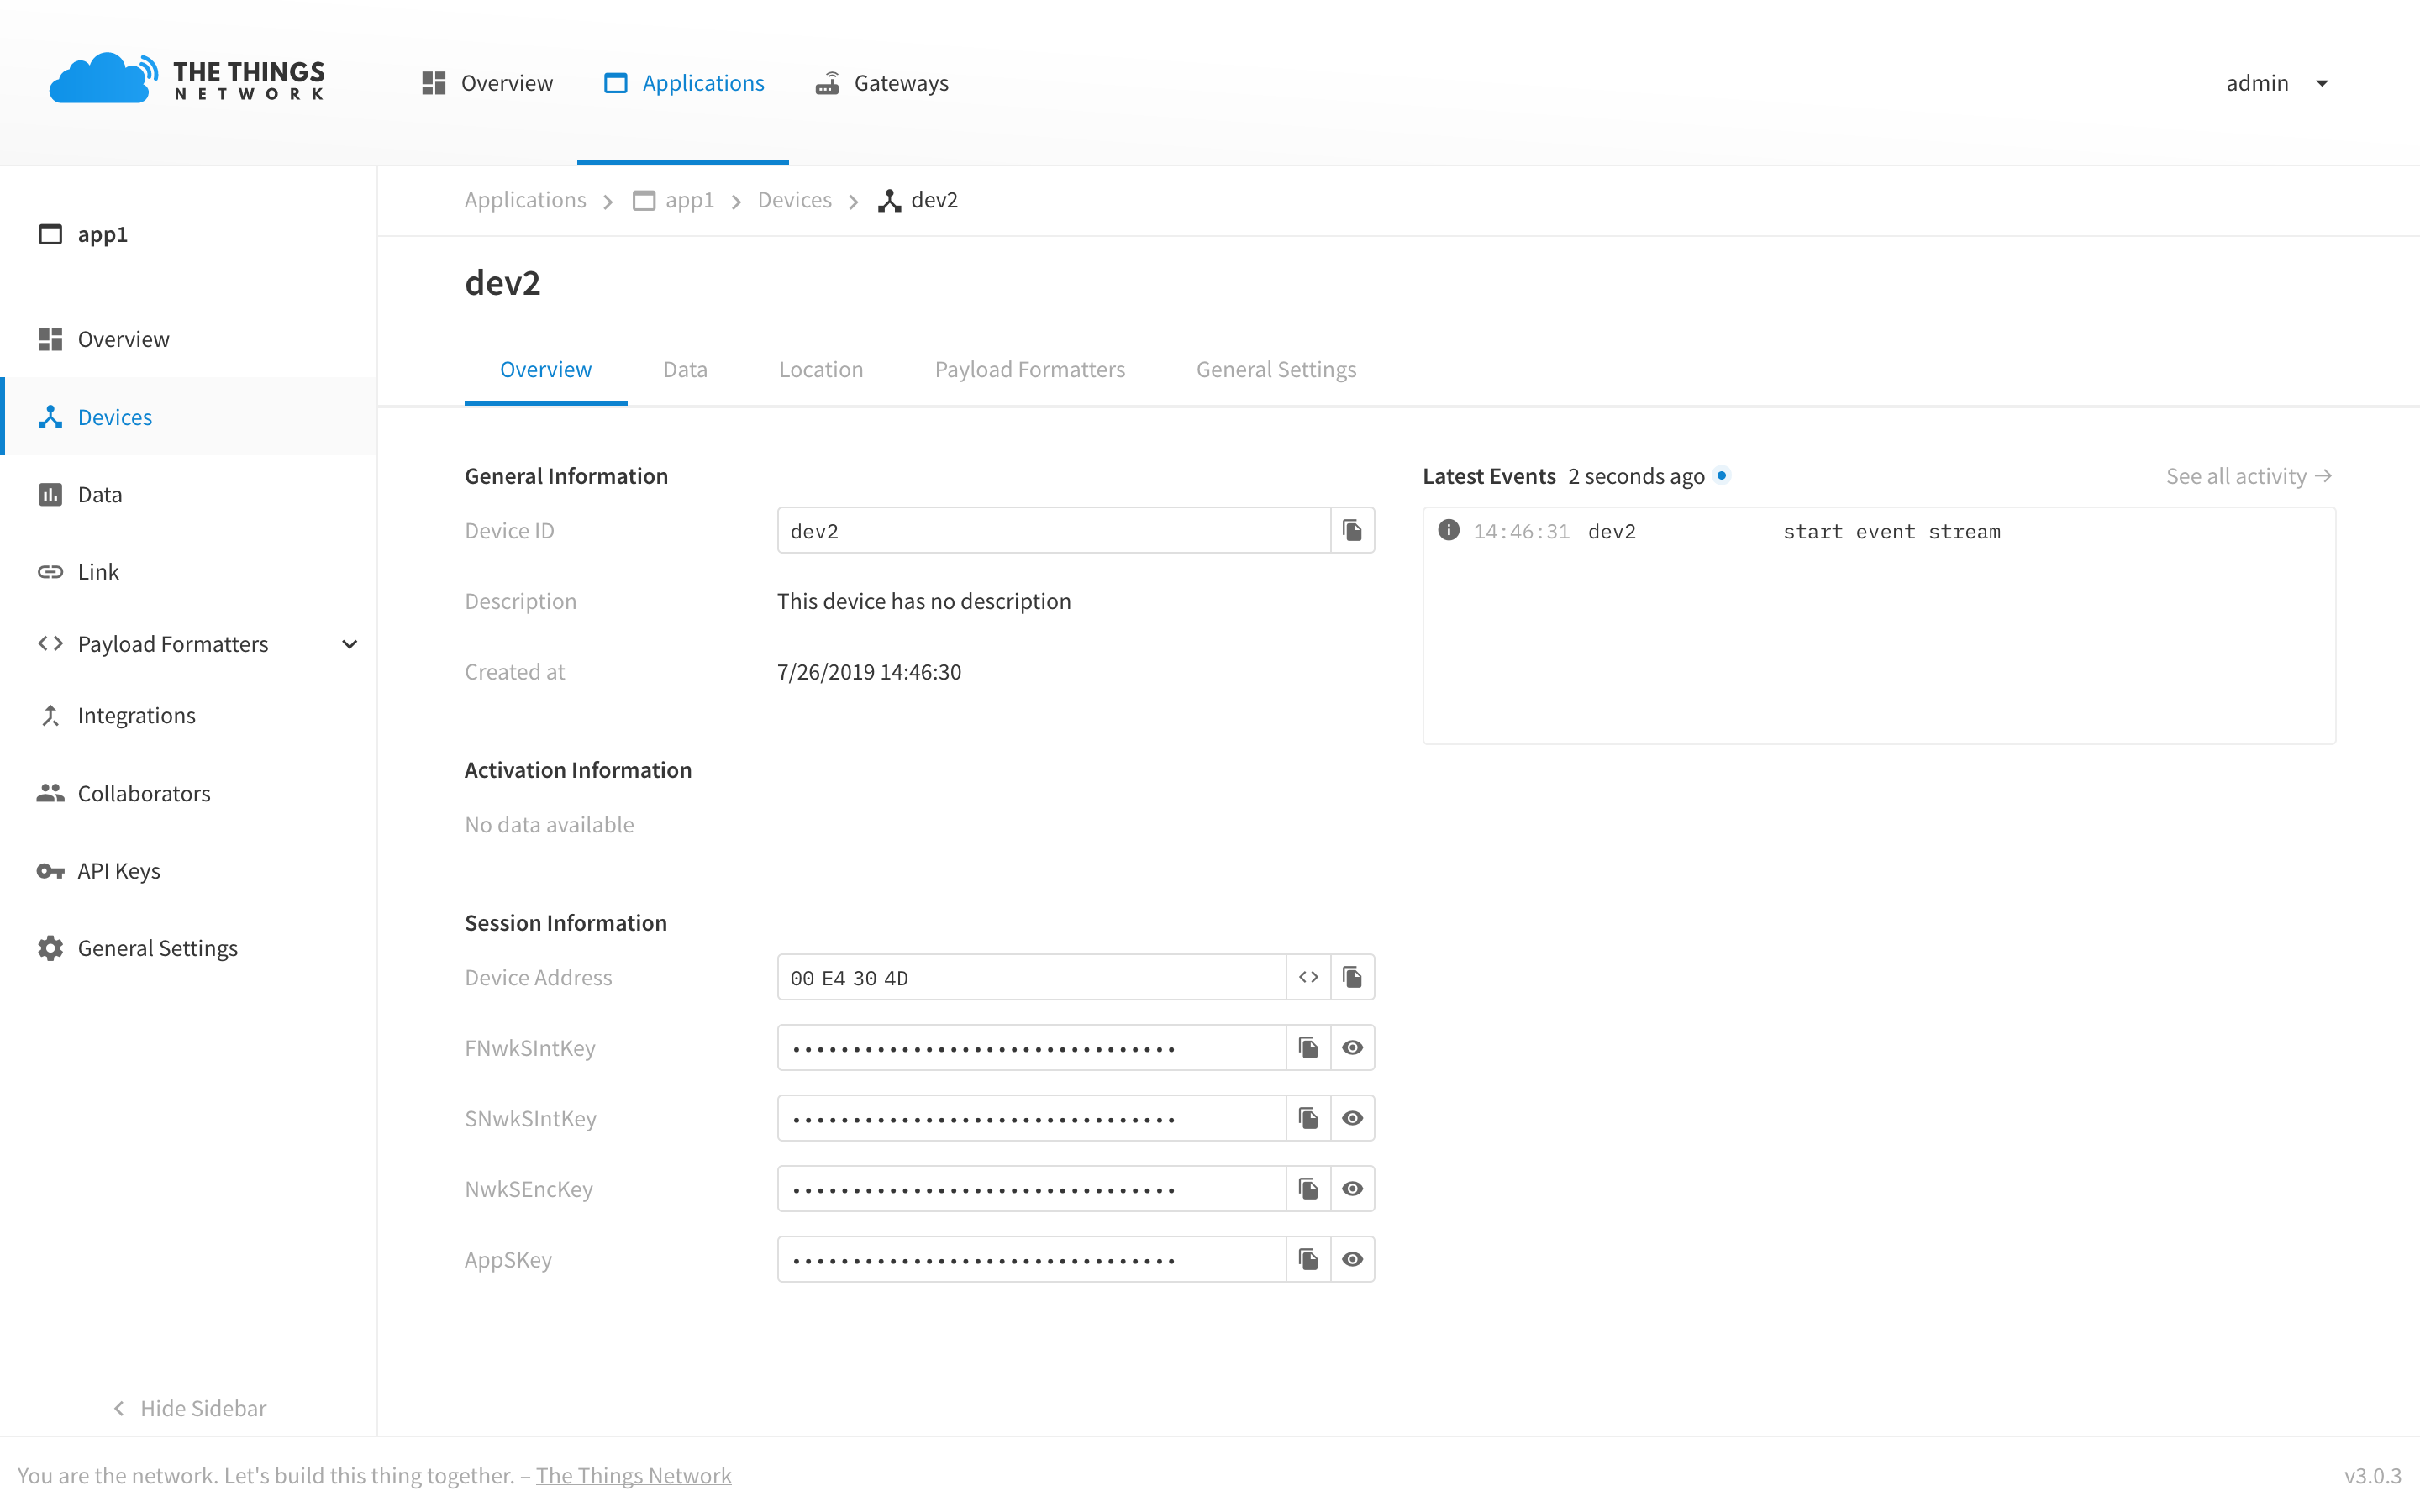 THE THINGS
NETWORK
Overview
Applications
Gateways
admin
app1
Overview
Devices
Data
Link
Payload Formatters
Integrations
Collaborators
API Keys
General Settings
Hide Sidebar
Applications > app1 > Devices > dev2
dev2
Overview
Data
Location
Payload Formatters
General Settings
General Information
Device ID
dev2
Description
This device has no description
Created at
7/26/2019 14:46:30
Activation Information
No data available
Session Information
Device Address
00 E4 30 4D
FNwkSIntKey
••••••••••••••••••••••••••••••••
SNwkSIntKey
••••••••••••••••••••••••••••••••
NwkSEncKey
••••••••••••••••••••••••••••••••
AppSKey
••••••••••••••••••••••••••••••••
Latest Events 2 seconds ago
See all activity →
14:46:31 dev2 start event stream
You are the network. Let's build this thing together. – The Things Network
v3.0.3